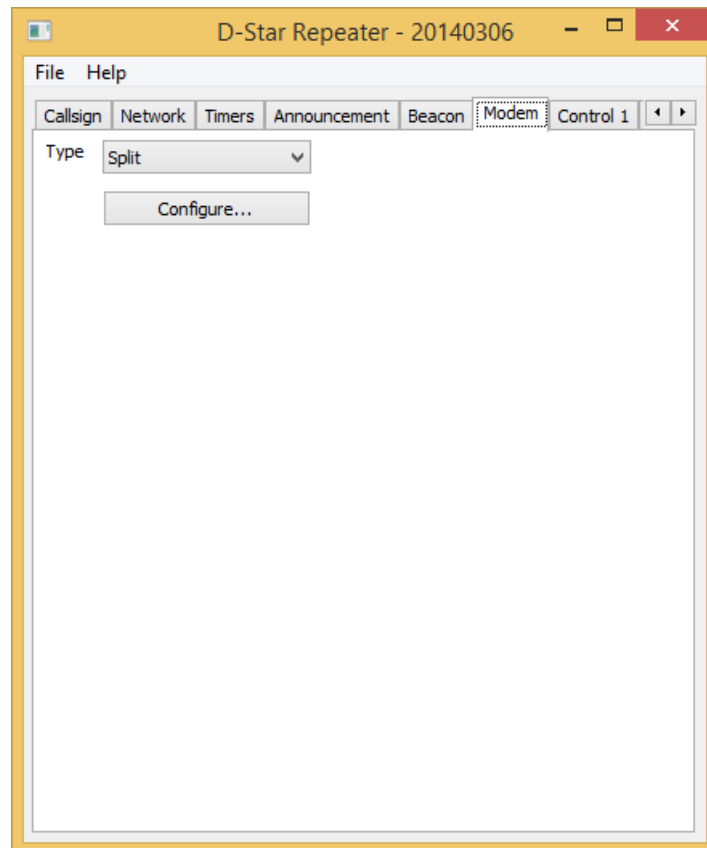 D-Star Repeater - 20140306
File Help
Callsign Network Timers Announcement Beacon Modem Control 1
Type Split
Configure...